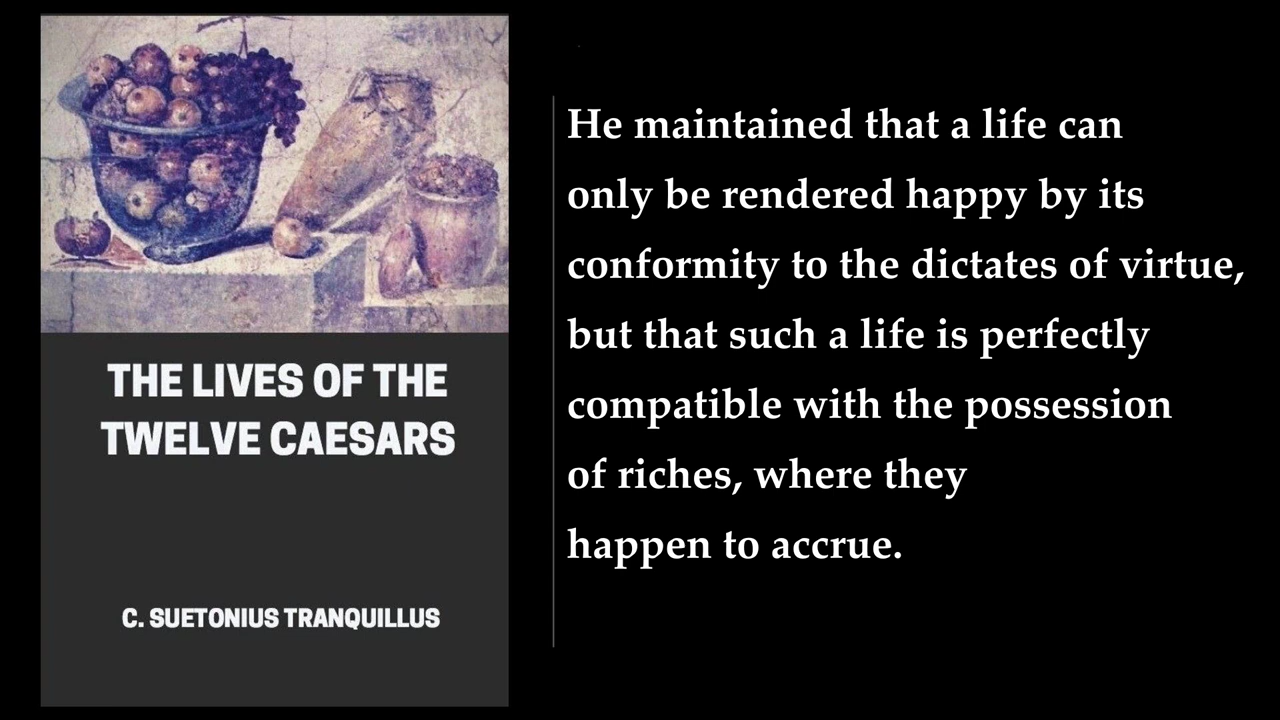 THE LIVES OF THE
TWELVE CAESARS
C. SUETONIUS TRANQUILLUS
He maintained that a life can
only be rendered happy by its
conformity to the dictates of virtue,
but that such a life is perfectly
compatible with the possession
of riches, where they
happen to accrue.